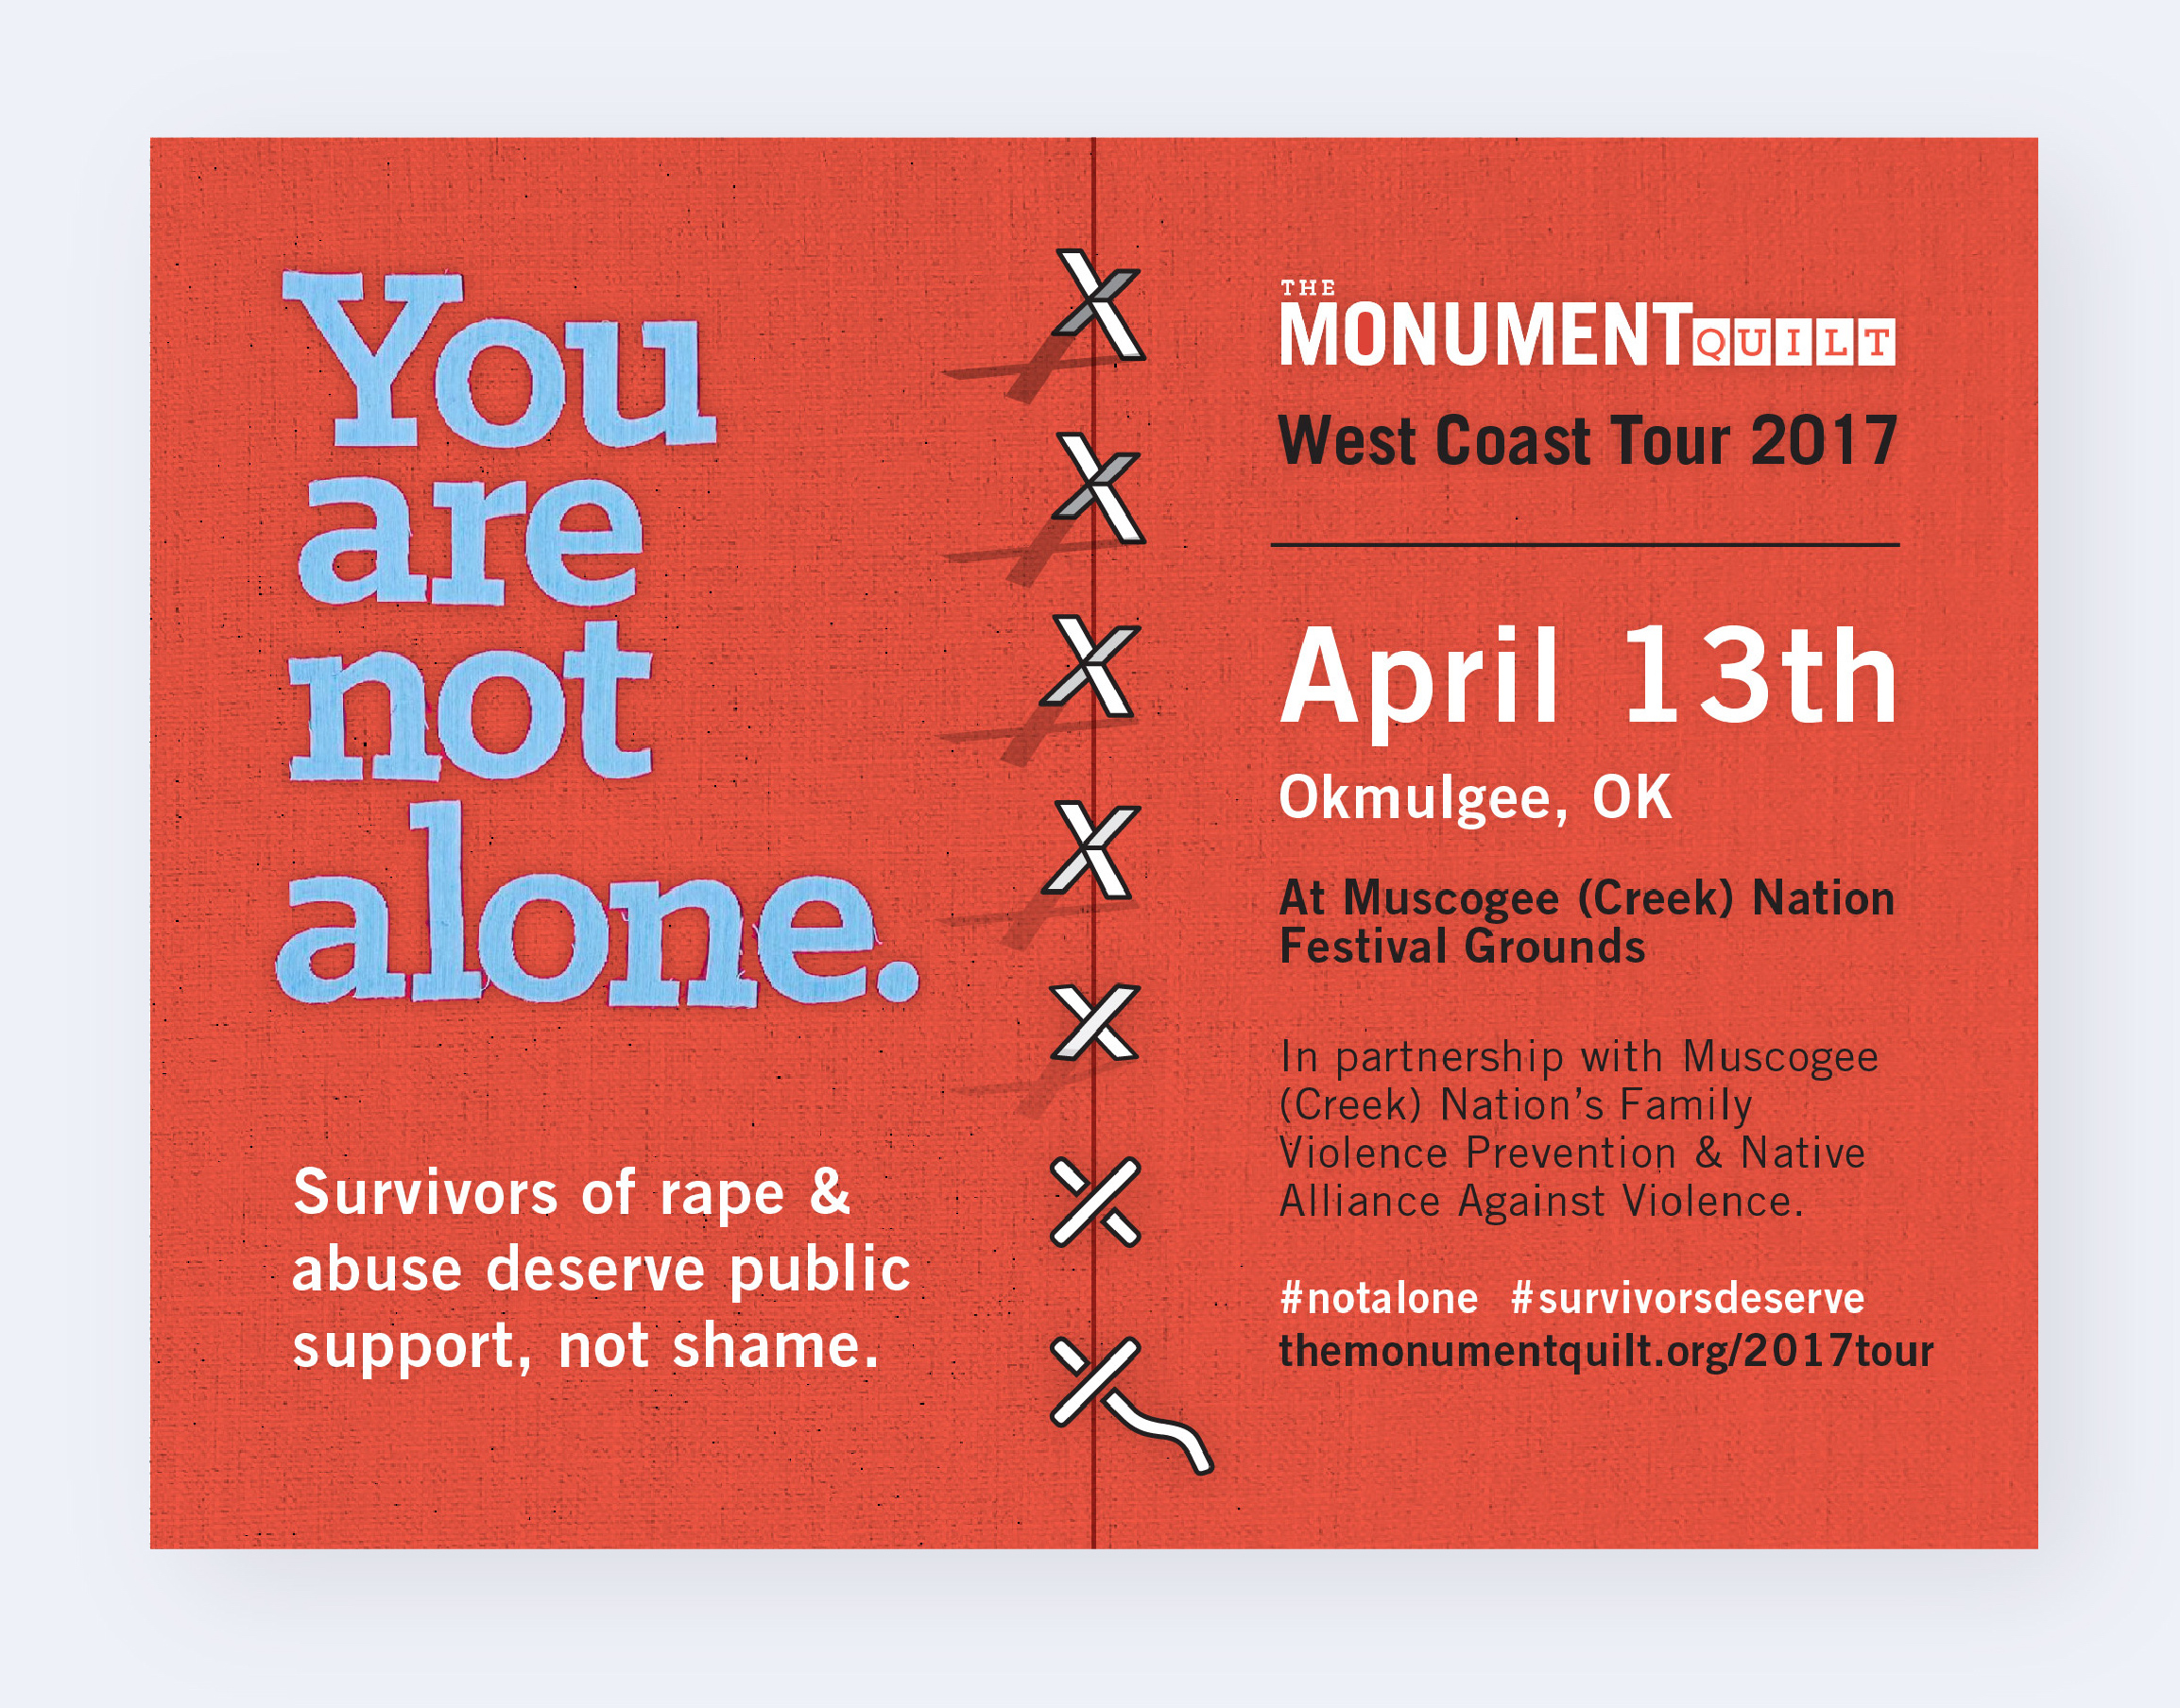 You
are
not
alone.
Survivors of rape &
abuse deserve public
support, not shame.
THE
MONUMENT QUILT
West Coast Tour 2017
April 13th
Okmulgee, OK
At Muscogee (Creek) Nation
Festival Grounds
In partnership with Muscogee
(Creek) Nation’s Family
Violence Prevention & Native
Alliance Against Violence.
#notalone #survivorsdeserve
themonumentquilt.org/2017tour